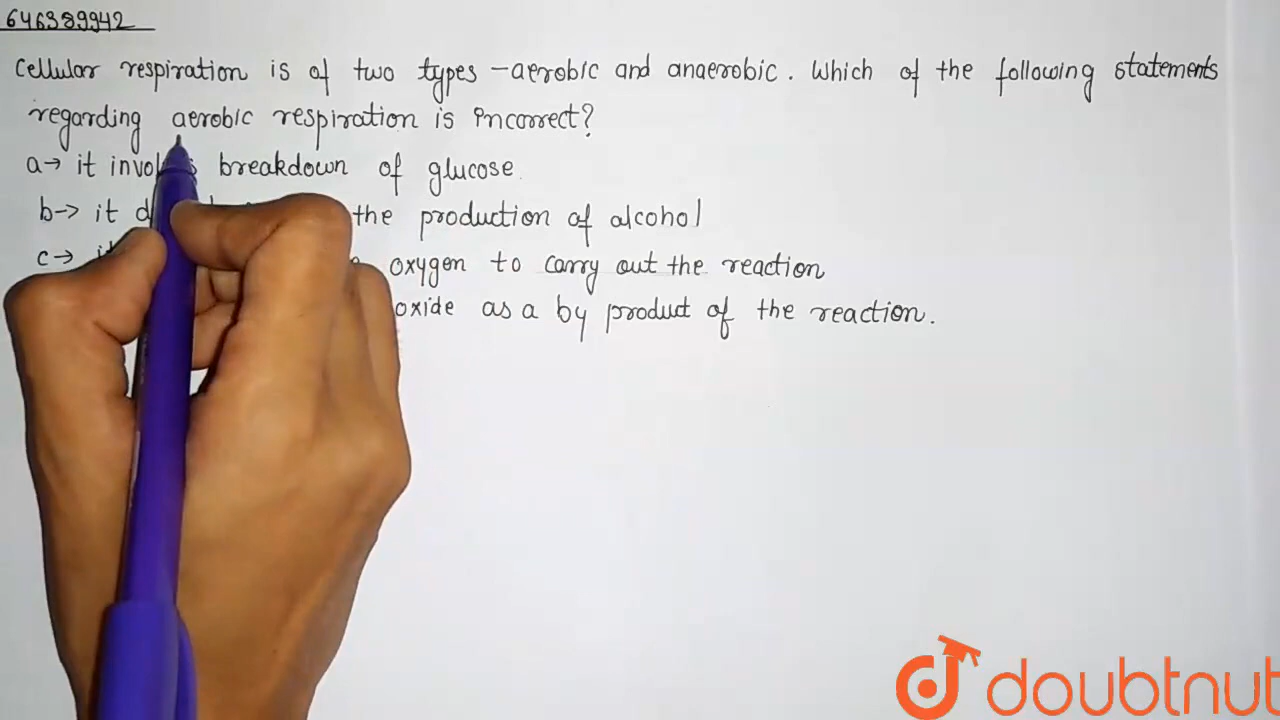 646389942
Cellular respiration is of two types - aerobic and anaerobic. Which of the following statements
regarding aerobic respiration is incorrect?
a→ it breakdown of glucose.
b→ it the production of alcohol
c→ oxygen to carry out the reaction
oxide as a by product of the reaction.
doubtnut